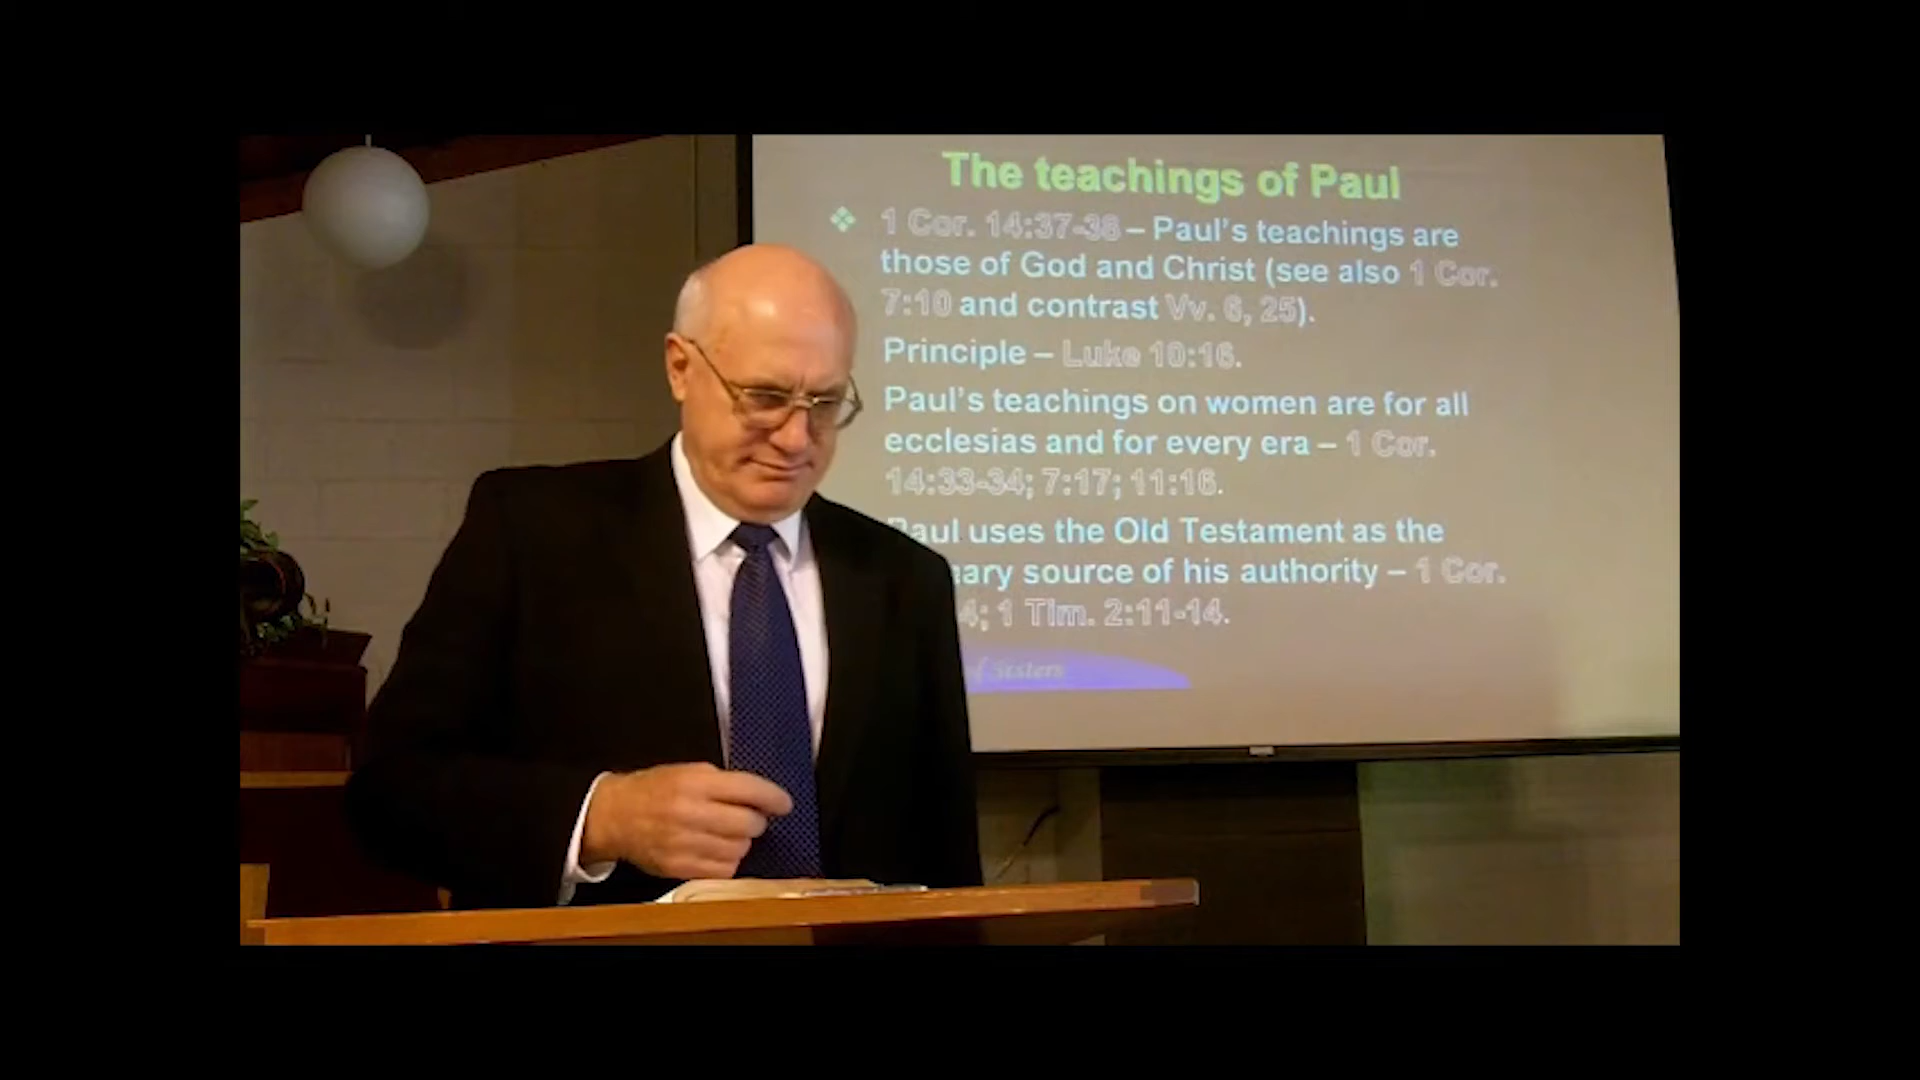 The teachings of Paul
❖ 1 Cor. 14:37-38 – Paul's teachings are
those of God and Christ (see also 1 Cor.
7:10 and contrast Vv. 6, 25).
Principle – Luke 10:16.
Paul's teachings on women are for all
ecclesias and for every era – 1 Cor.
14:33-34; 7:17; 11:16.
Paul uses the Old Testament as the
source of his authority – 1 Cor.
4; 1 Tim. 2:11-14.
of Sisters